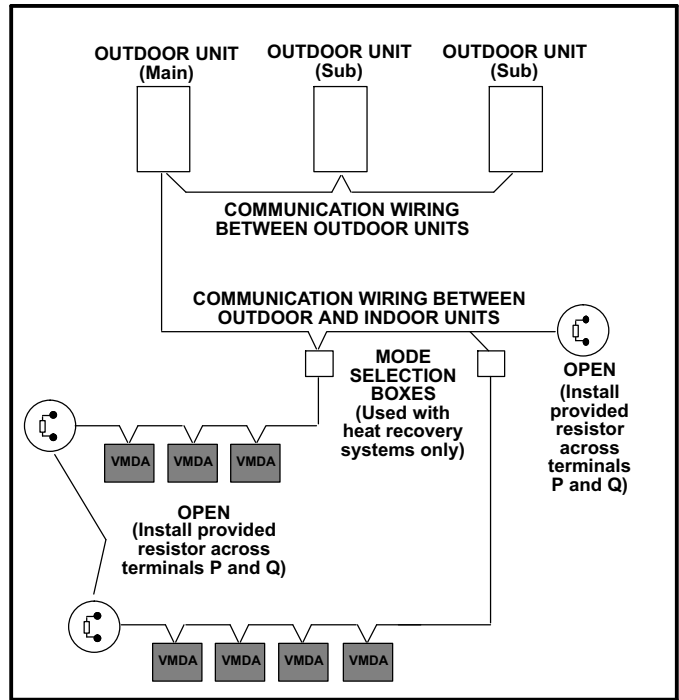 OUTDOOR UNIT
(Main)
OUTDOOR UNIT
(Sub)
OUTDOOR UNIT
(Sub)
COMMUNICATION WIRING
BETWEEN OUTDOOR UNITS
COMMUNICATION WIRING BETWEEN
OUTDOOR AND INDOOR UNITS
MODE
SELECTION
BOXES
(Used with
heat recovery
systems only)
OPEN
(Install
provided
resistor
across
terminals
P and Q)
VMDA
VMDA
VMDA
OPEN
(Install provided
resistor across
terminals P and Q)
VMDA
VMDA
VMDA
VMDA